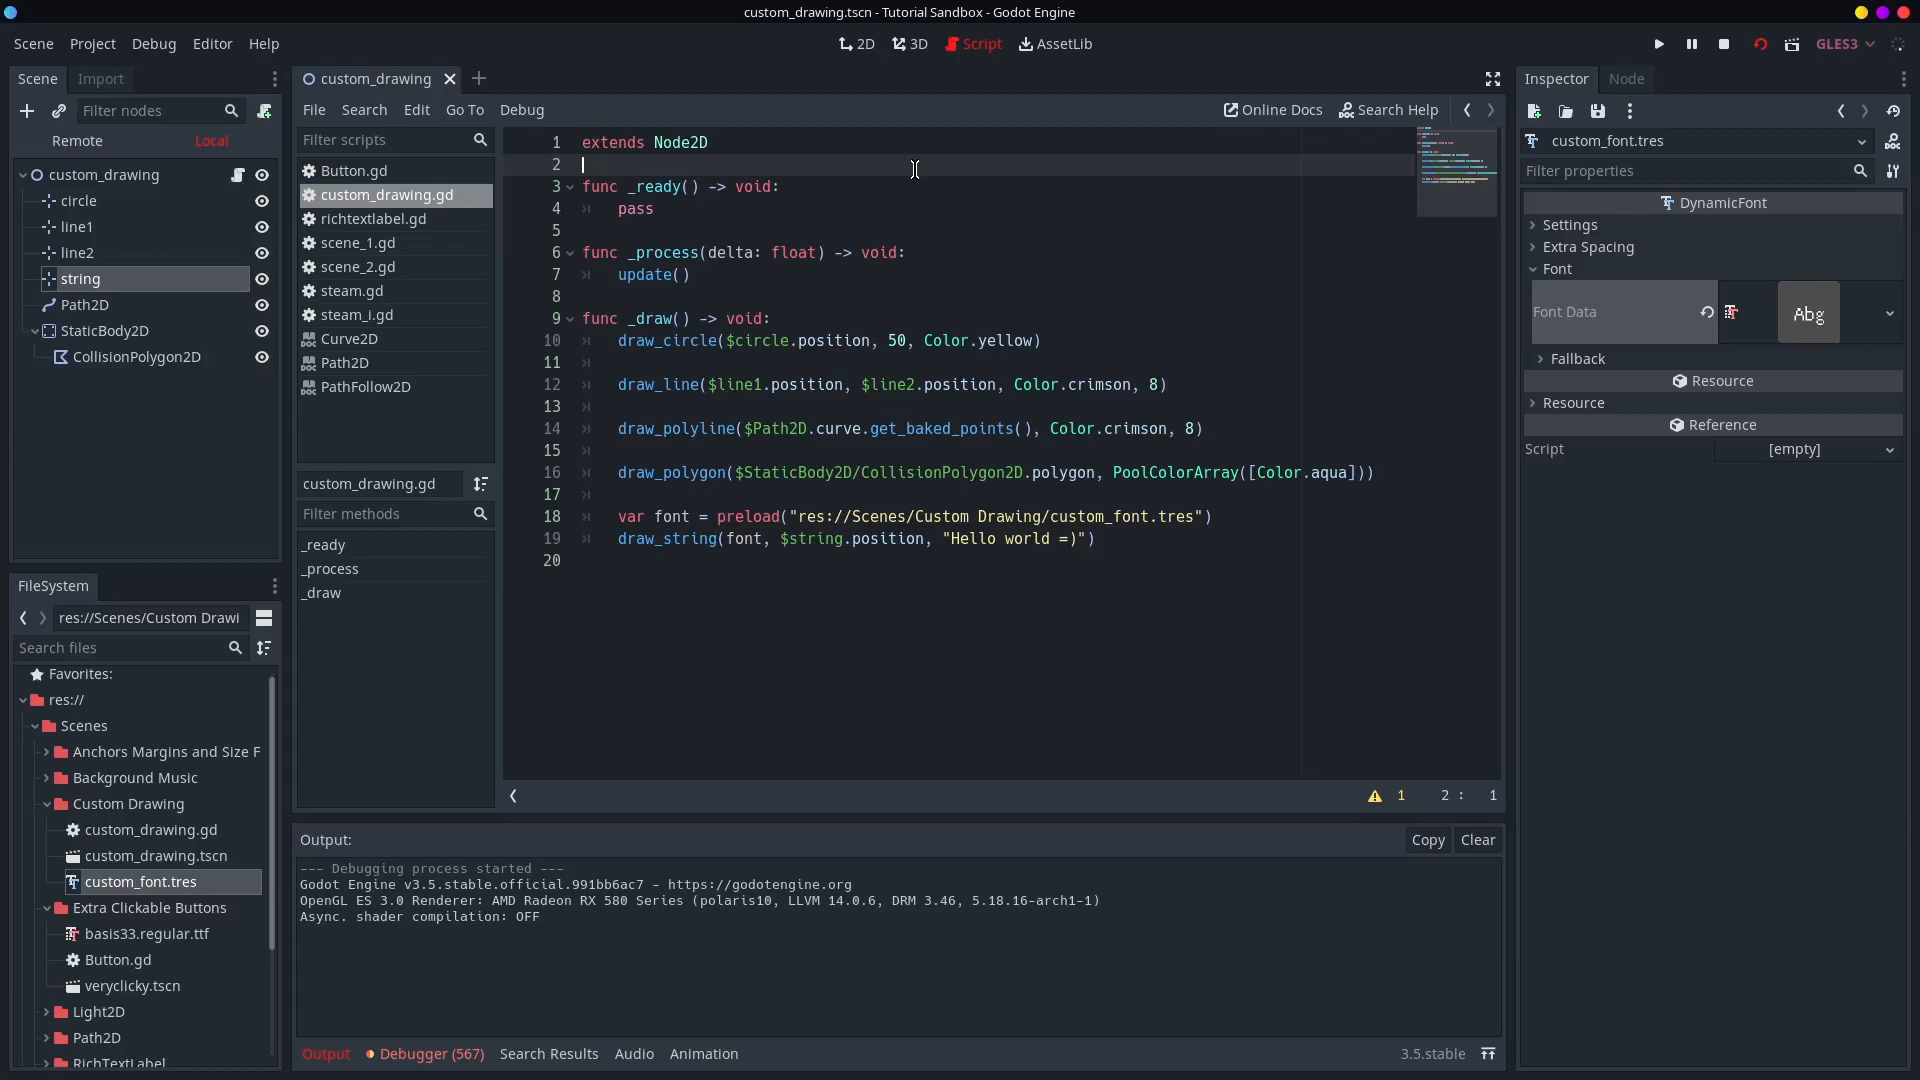 custom_drawing.tscn - Tutorial Sandbox - Godot Engine
Scene Project Debug Editor Help
2D 3D Script AssetLib
GLES3
Scene Import
Filter nodes
Remote Local
custom_drawing
circle
line1
line2
string
Path2D
StaticBody2D
CollisionPolygon2D
FileSystem
res://Scenes/Custom Drawi
Search files
Favorites:
res://
Scenes
Anchors Margins and Size F
Background Music
Custom Drawing
custom_drawing.gd
custom_drawing.tscn
custom_font.tres
Extra Clickable Buttons
basis33.regular.ttf
Button.gd
veryclicky.tscn
Light2D
Path2D
RichTextLabel
custom_drawing
File Search Edit Go To Debug
Online Docs Search Help
Filter scripts
Button.gd
custom_drawing.gd
richtextlabel.gd
scene_1.gd
scene_2.gd
steam.gd
steam_i.gd
Curve2D
Path2D
PathFollow2D
custom_drawing.gd
Filter methods
_ready
_process
_draw
1 extends Node2D
2
3 func _ready() -> void:
4 pass
5
6 func _process(delta: float) -> void:
7 update()
8
9 func _draw() -> void:
10 draw_circle($circle.position, 50, Color.yellow)
11
12 draw_line($line1.position, $line2.position, Color.crimson, 8)
13
14 draw_polyline($Path2D.curve.get_baked_points(), Color.crimson, 8)
15
16 draw_polygon($StaticBody2D/CollisionPolygon2D.polygon, PoolColorArray([Color.aqua]))
17
18 var font = preload("res://Scenes/Custom Drawing/custom_font.tres")
19 draw_string(font, $string.position, "Hello world =)")
20
1 2 : 1
Output: Copy Clear
--- Debugging process started ---
Godot Engine v3.5.stable.official.991bb6ac7 - https://godotengine.org
OpenGL ES 3.0 Renderer: AMD Radeon RX 580 Series (polaris10, LLVM 14.0.6, DRM 3.46, 5.18.16-arch1-1)
Async. shader compilation: OFF
Output Debugger (567) Search Results Audio Animation 3.5.stable
Inspector Node
custom_font.tres
Filter properties
DynamicFont
Settings
Extra Spacing
Font
Font Data Abg
Fallback
Resource
Resource
Reference
Script [empty]